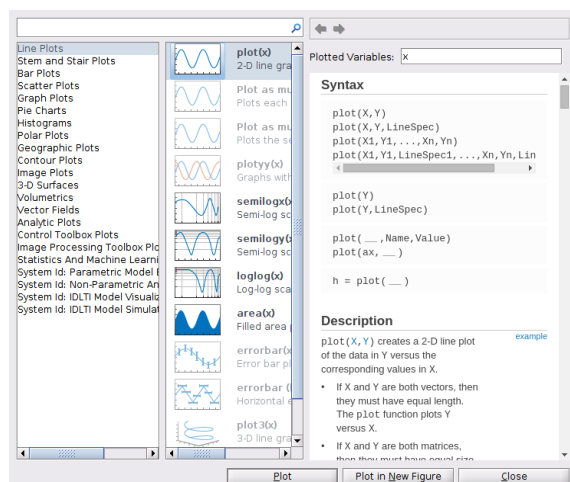 Line Plots
Stem and Stair Plots
Bar Plots
Scatter Plots
Graph Plots
Pie Charts
Histograms
Polar Plots
Geographic Plots
Contour Plots
Image Plots
3-D Surfaces
Volumetrics
Vector Fields
Analytic Plots
Control Toolbox Plots
Image Processing Toolbox Plo
Statistics And Machine Learni
System Id: Parametric Model
System Id: Non-Parametric An
System Id: IDLTI Model Visualiz
System Id: IDLTI Model Simulat
plot(x)
2-D line gra
Plot as mu
Plots each
Plot as mu
Plots the se
plotyy(x)
Graphs with
semilogx(x
Semi-log sc
semilogy(x
Semi-log sc
loglog(x)
Log-log sca
area(x)
Filled area
errorbar(x
Error bar pl
errorbar (
Horizontal e
plot3(x)
3-D line gra
Plotted Variables: x
Syntax
plot(X,Y)
plot(X,Y,LineSpec)
plot(X1,Y1,...,Xn,Yn)
plot(X1,Y1,LineSpec1,...,Xn,Yn,Lin
plot(Y)
plot(Y,LineSpec)
plot(__,Name,Value)
plot(ax,__)
h = plot(__)
Description
example
plot(X,Y) creates a 2-D line plot
of the data in Y versus the
corresponding values in X.
• If X and Y are both vectors, then
they must have equal length.
The plot function plots Y
versus X.
• If X and Y are both matrices,
then they must have equal size
Plot
Plot in New Figure
Close